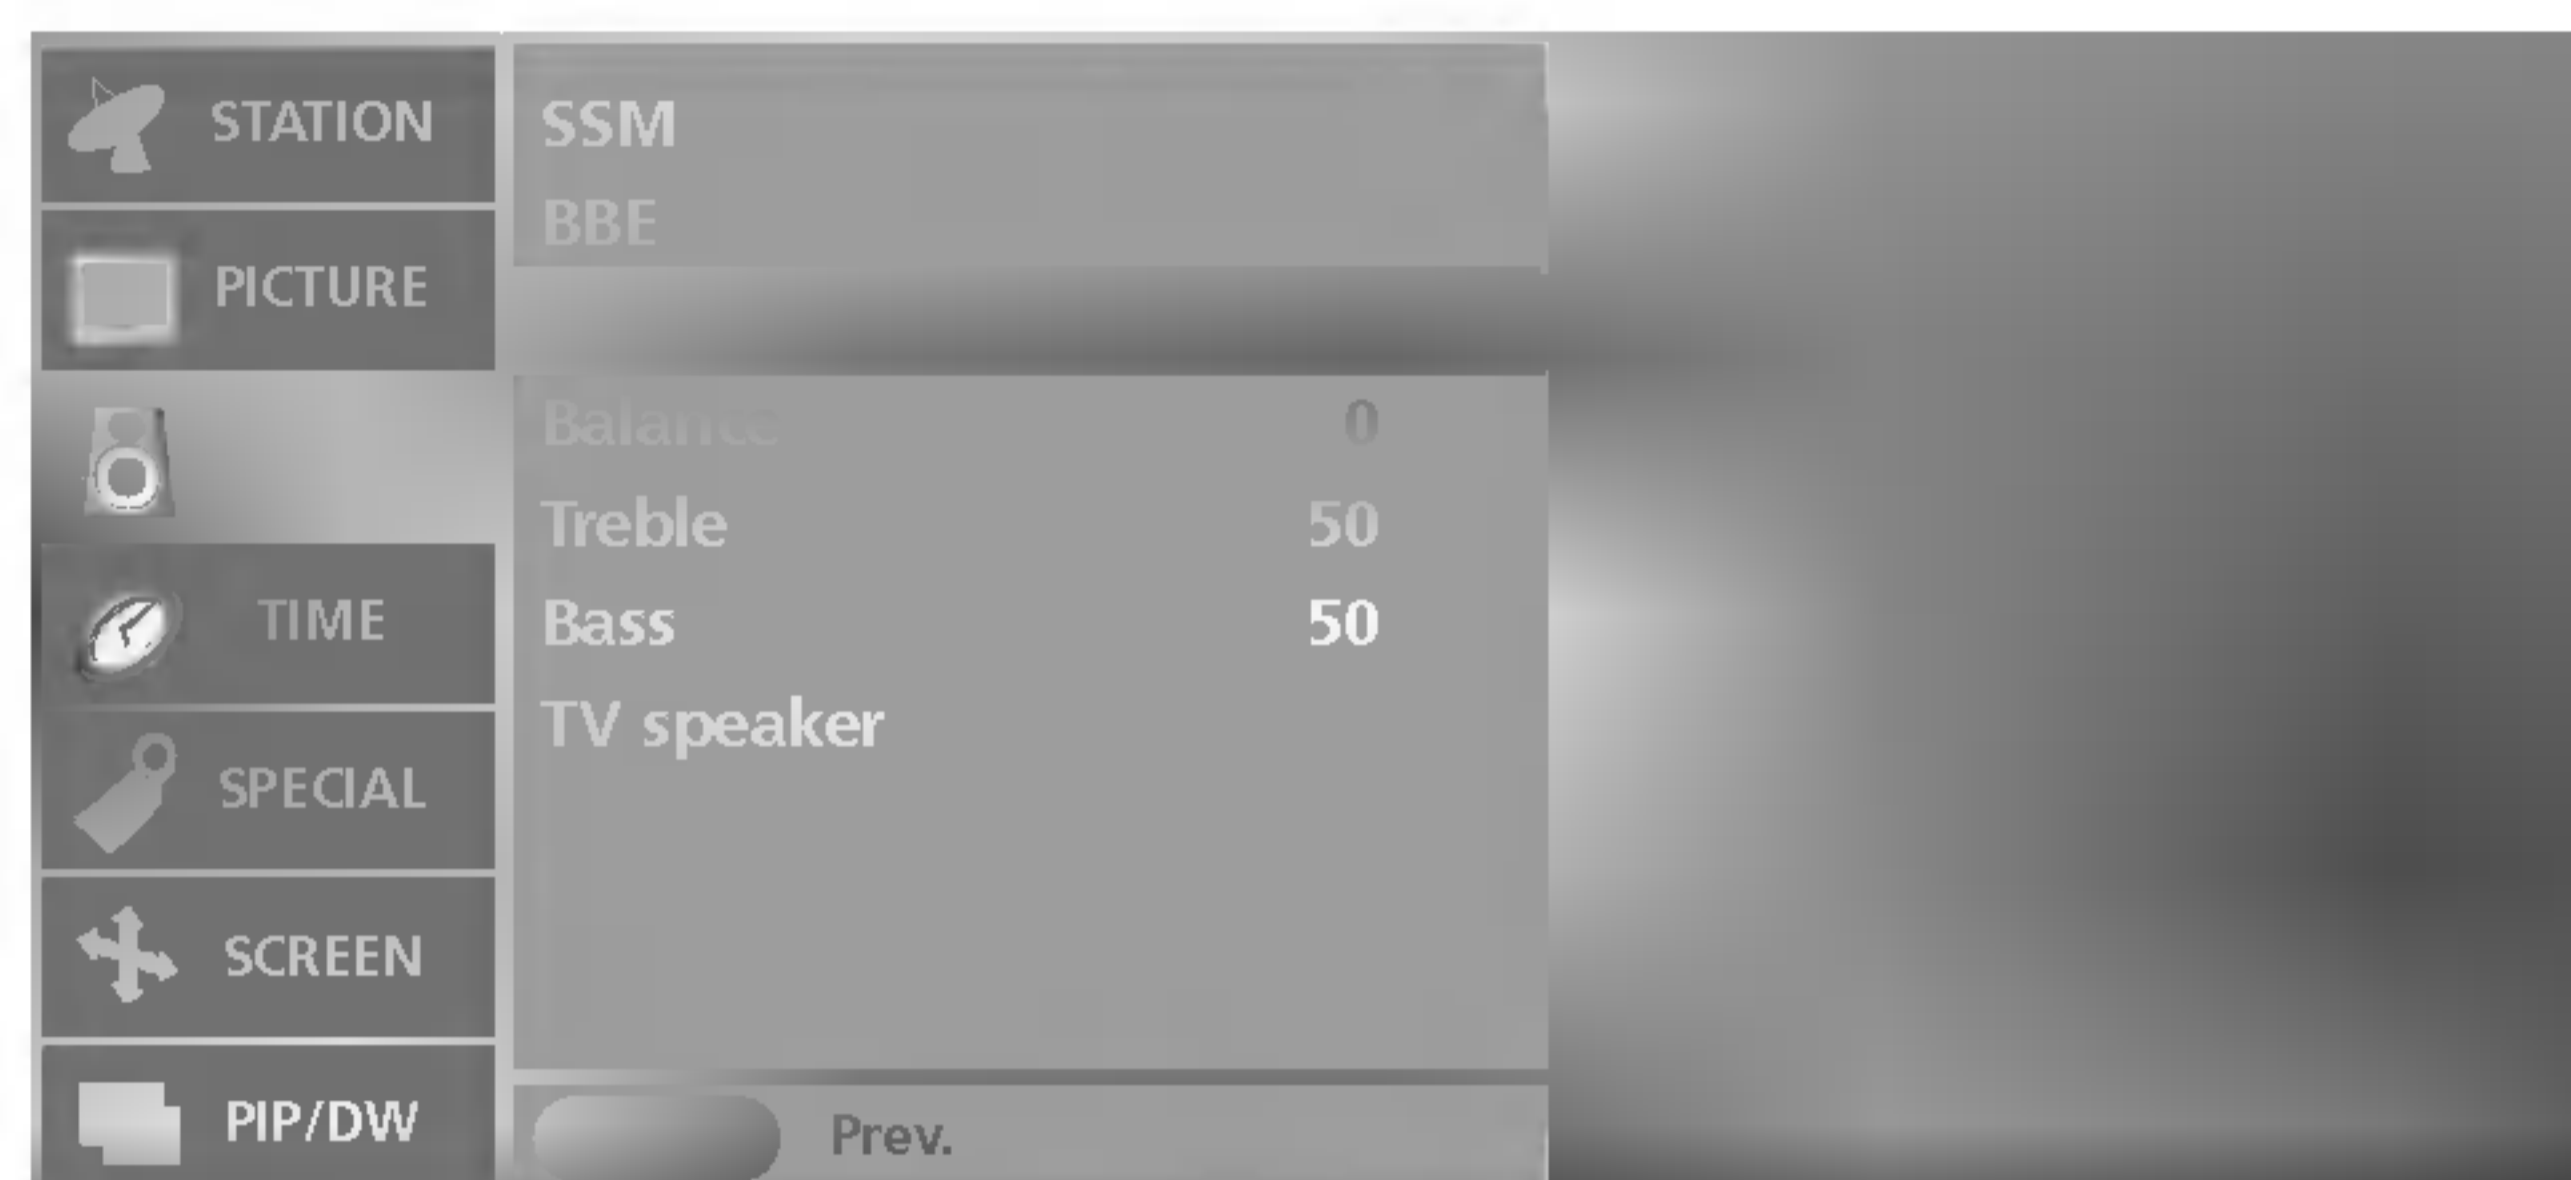 STATION
PICTURE
TIME
SPECIAL
SCREEN
PIP/DW
SSM
BBE
Balance 0
Treble 50
Bass 50
TV speaker
Prev.